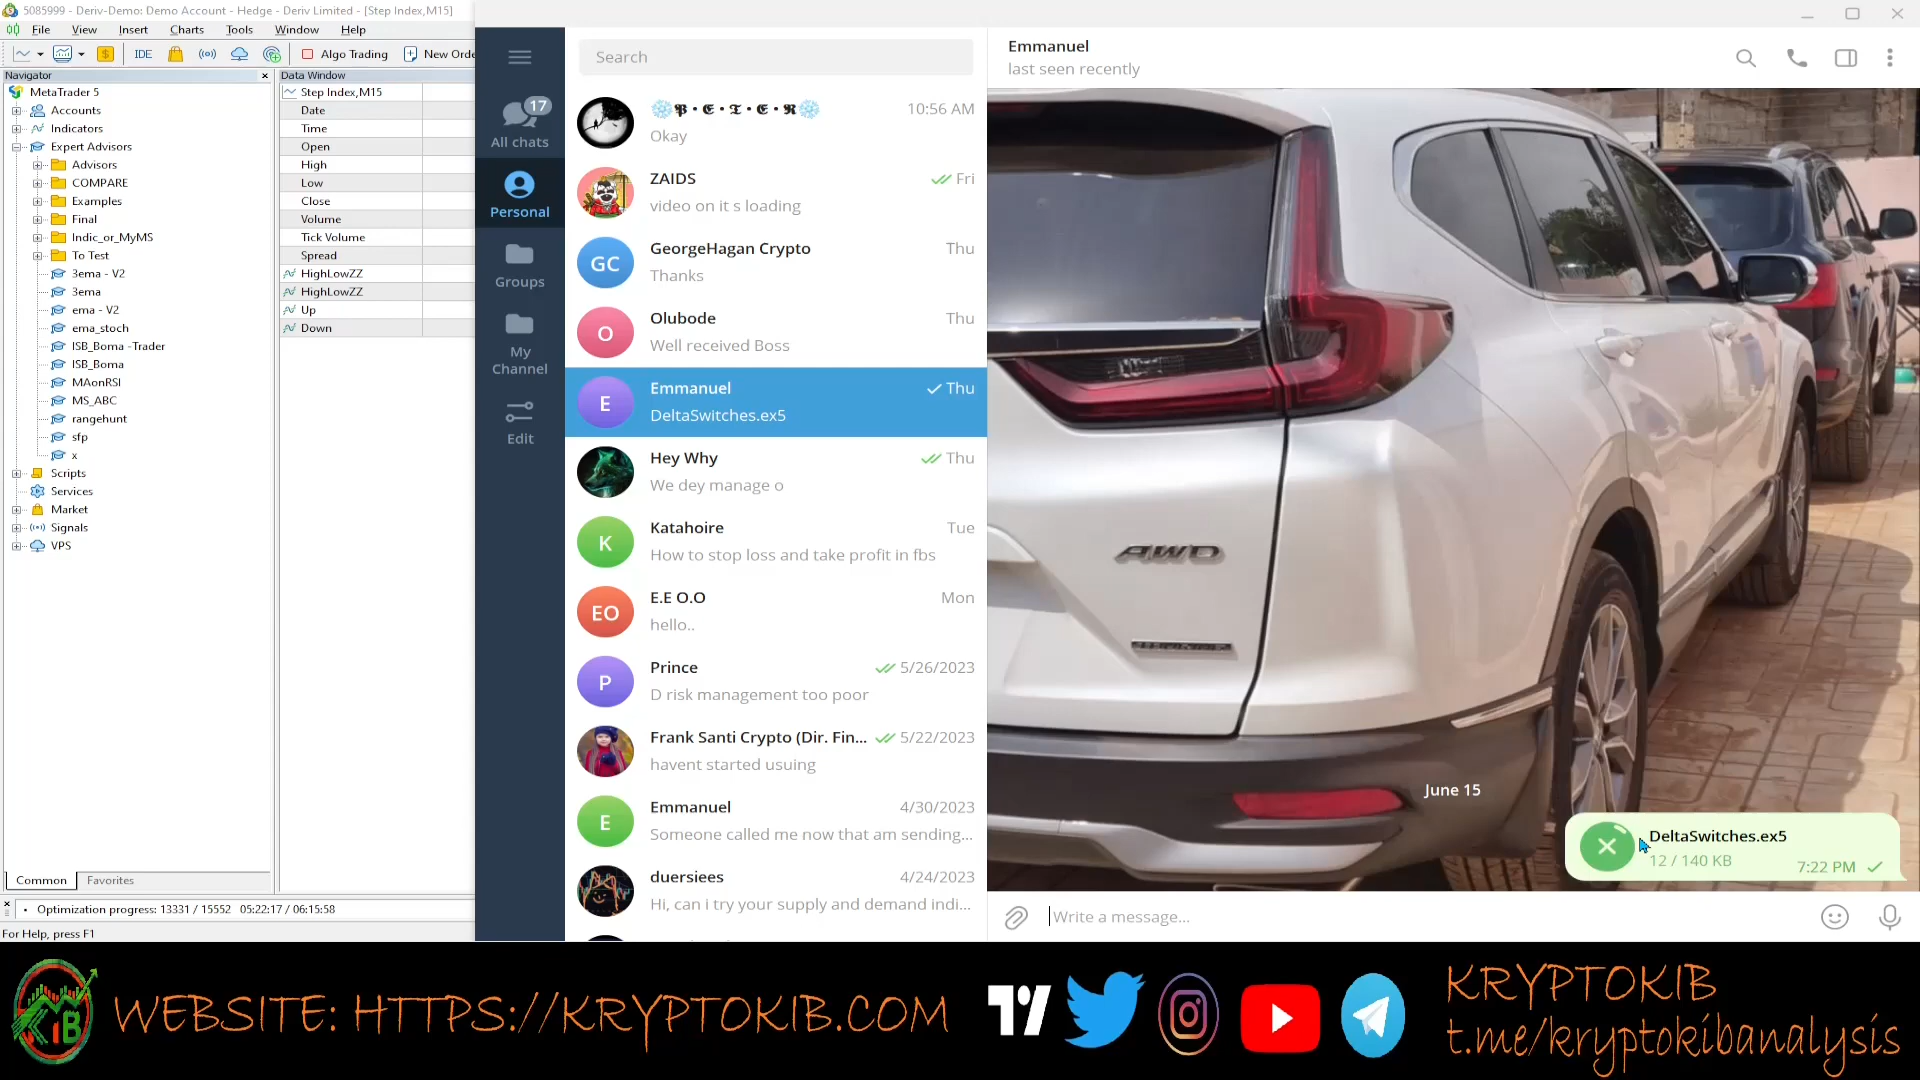 5085999 - Deriv-Demo: Demo Account - Hedge - Deriv Limited - [Step Index,M15]
File View Insert Charts Tools Window Help
IDE Algo Trading New Orde
Navigator
MetaTrader 5
Accounts
Indicators
Expert Advisors
Advisors
COMPARE
Examples
Final
Indic_or_MyMS
To Test
3ema - V2
3ema
ema - V2
ema_stoch
ISB_Boma -Trader
ISB_Boma
MAonRSI
MS_ABC
rangehunt
sfp
x
Scripts
Services
Market
Signals
VPS
Common Favorites
Data Window
Step Index,M15
Date
Time
Open
High
Low
Close
Volume
Tick Volume
Spread
HighLowZZ
HighLowZZ
Up
Down
• Optimization progress: 13331 / 15552 05:22:17 / 06:15:58
For Help, press F1
17
All chats
Personal
Groups
My
Channel
Edit
Search
𝕻 • 𝕰 • 𝕿 • 𝕰 • 𝕽 10:56 AM
Okay
ZAIDS Fri
video on it s loading
GC
GeorgeHagan Crypto Thu
Thanks
O
Olubode Thu
Well received Boss
E
Emmanuel Thu
DeltaSwitches.ex5
Hey Why Thu
We dey manage o
K
Katahoire Tue
How to stop loss and take profit in fbs
EO
E.E O.O Mon
hello..
P
Prince 5/26/2023
D risk management too poor
Frank Santi Crypto (Dir. Fin... 5/22/2023
havent started usuing
E
Emmanuel 4/30/2023
Someone called me now that am sending...
duersiees 4/24/2023
Hi, can i try your supply and demand indi...
Emmanuel
last seen recently
AWD
June 15
DeltaSwitches.ex5
12 / 140 KB
7:22 PM
Write a message...
KIB
WEBSITE: HTTPS://KRYPTOKIB.COM
KRYPTOKIB
t.me/kryptokibanalysis